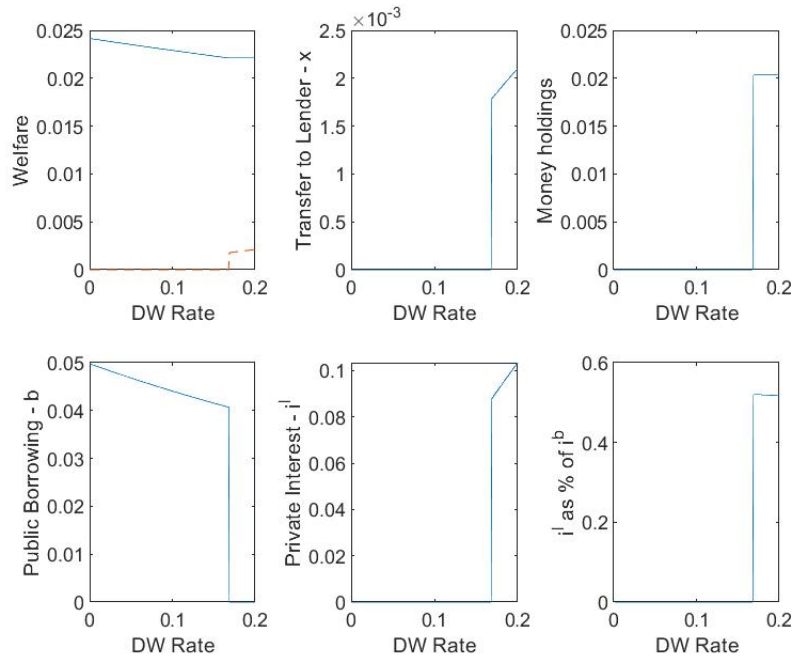 Welfare
0.025
0.02
0.015
0.01
0.005
0
0 0.1 0.2
DW Rate
Transfer to Lender - x
×10⁻³
2.5
2
1.5
1
0.5
0
0 0.1 0.2
DW Rate
Money holdings
0.025
0.02
0.015
0.01
0.005
0
0 0.1 0.2
DW Rate
Public Borrowing - b
0.05
0.04
0.03
0.02
0.01
0
0 0.1 0.2
DW Rate
Private Interest - iˡ
0.1
0.08
0.06
0.04
0.02
0
0 0.1 0.2
DW Rate
iˡ as % of iᵇ
0.6
0.4
0.2
0
0 0.1 0.2
DW Rate